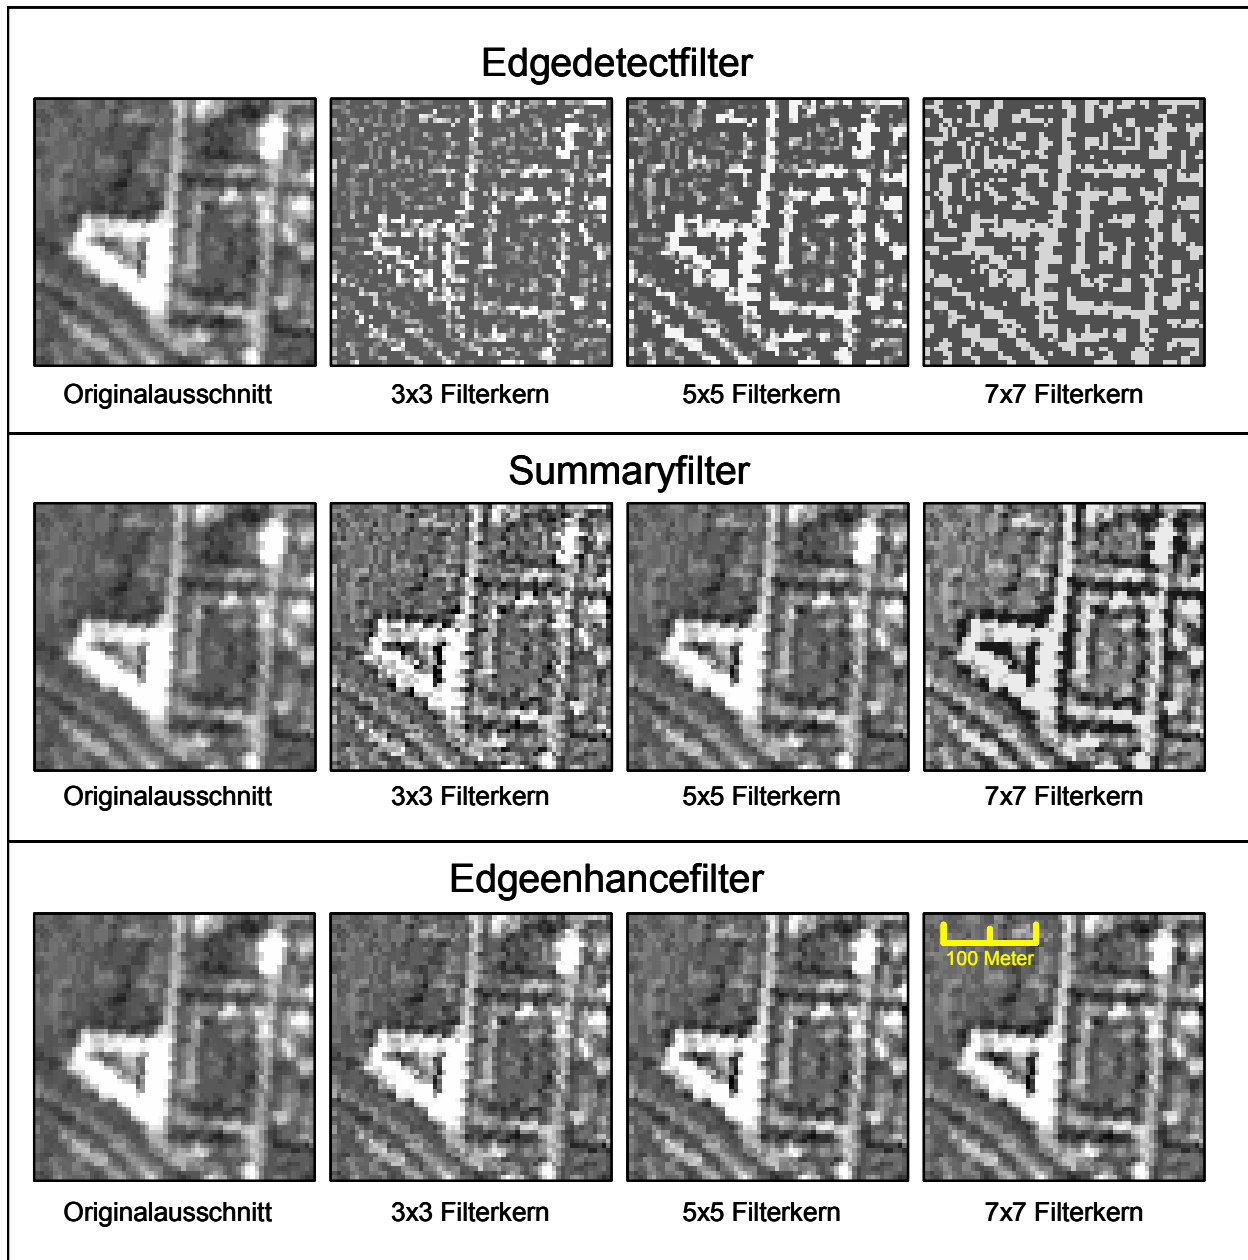 Edgedetectfilter
Originalausschnitt 3x3 Filterkern 5x5 Filterkern 7x7 Filterkern
Summaryfilter
Originalausschnitt 3x3 Filterkern 5x5 Filterkern 7x7 Filterkern
Edgeenhancefilter
100 Meter
Originalausschnitt 3x3 Filterkern 5x5 Filterkern 7x7 Filterkern